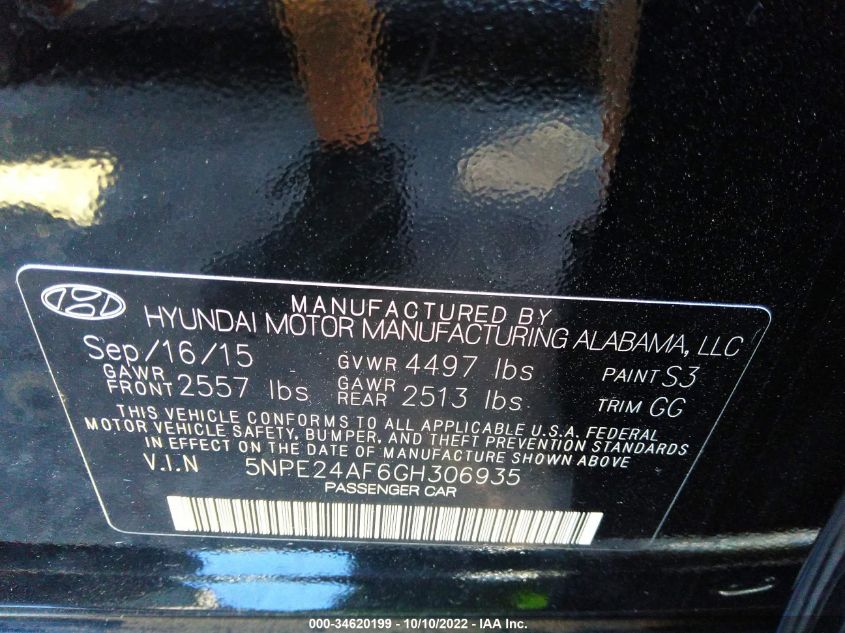 MANUFACTURED BY
HYUNDAI MOTOR MANUFACTURING ALABAMA, LLC
Sep/16/15 GVWR 4497 lbs PAINT S3
GAWR FRONT 2557 lbs GAWR REAR 2513 lbs TRIM GG
THIS VEHICLE CONFORMS TO ALL APPLICABLE U.S.A. FEDERAL
MOTOR VEHICLE SAFETY, BUMPER, AND THEFT PREVENTION STANDARDS
IN EFFECT ON THE DATE OF MANUFACTURE SHOWN ABOVE
V.I.N 5NPE24AF6GH306935
PASSENGER CAR
000-34620199 - 10/10/2022 - IAA Inc.